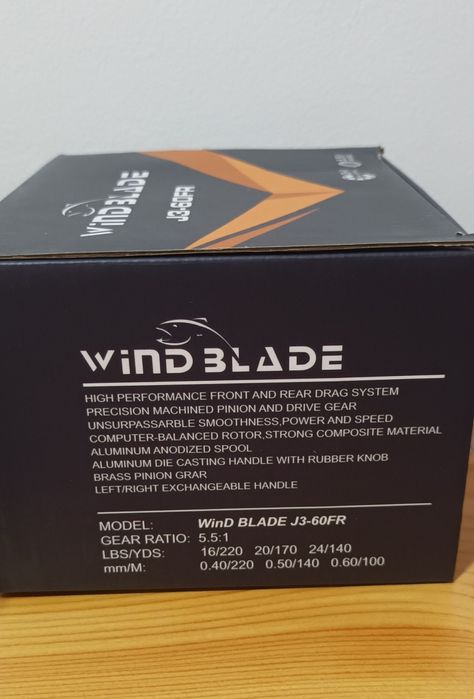 WinD BLADE
J3-60FR
WinD BLADE
HIGH PERFORMANCE FRONT AND REAR DRAG SYSTEM
PRECISION MACHINED PINION AND DRIVE GEAR
UNSURPASSARBLE SMOOTHNESS,POWER AND SPEED
COMPUTER-BALANCED ROTOR,STRONG COMPOSITE MATERIAL
ALUMINUM ANODIZED SPOOL
ALUMINUM DIE CASTING HANDLE WITH RUBBER KNOB
BRASS PINION GRAR
LEFT/RIGHT EXCHANGEABLE HANDLE
MODEL: WinD BLADE J3-60FR
GEAR RATIO: 5.5:1
LBS/YDS: 16/220 20/170 24/140
mm/M: 0.40/220 0.50/140 0.60/100